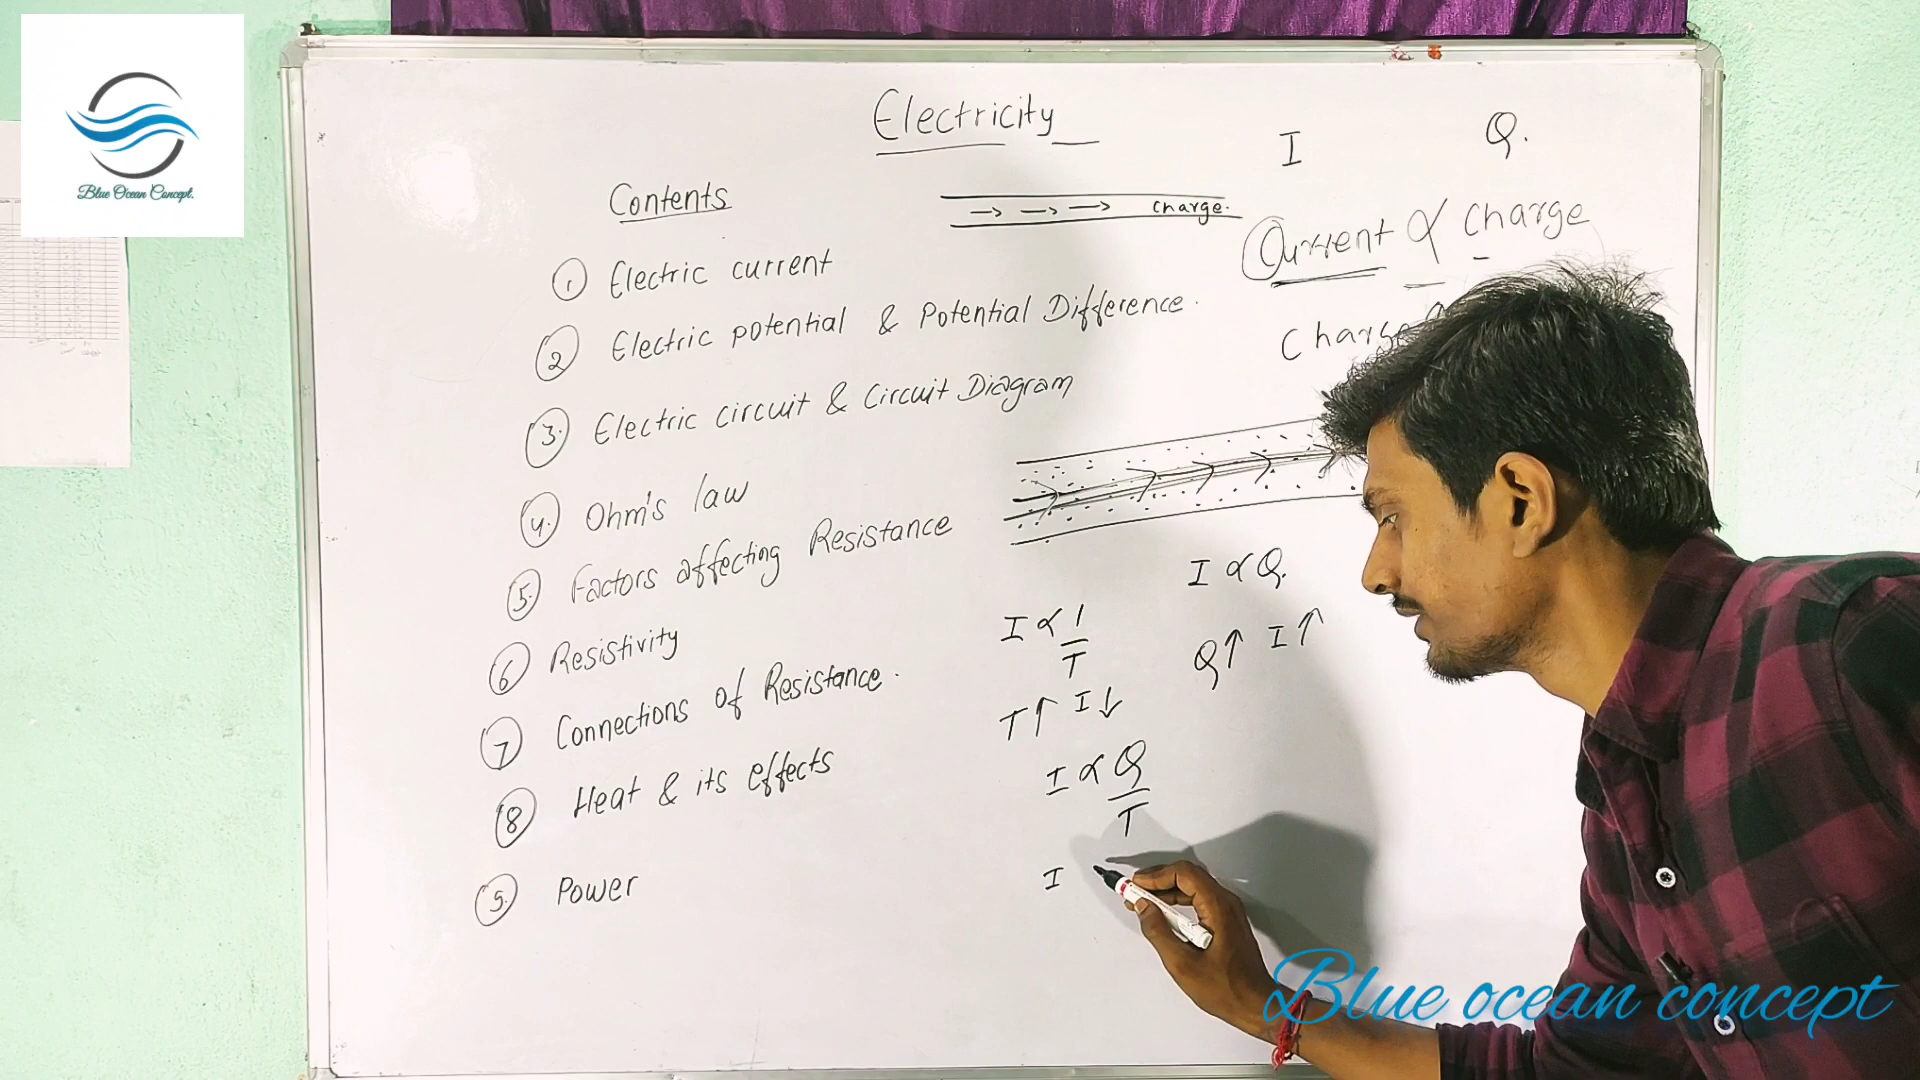 Blue Ocean Concept.
Electricity
I
Q.
Contents
charge.
Current ∝ charge
Charge
① Electric current
② Electric potential & Potential Difference.
③. Electric circuit & Circuit Diagram
④. Ohm's law
⑤. Factors affecting Resistance
⑥ Resistivity
⑦ Connections of Resistance.
⑧ Heat & its effects
⑨. Power
I ∝ Q.
I ∝ 1
T
Q↑ I↑
T↑ I↓
I ∝ Q
T
I
Blue ocean concept